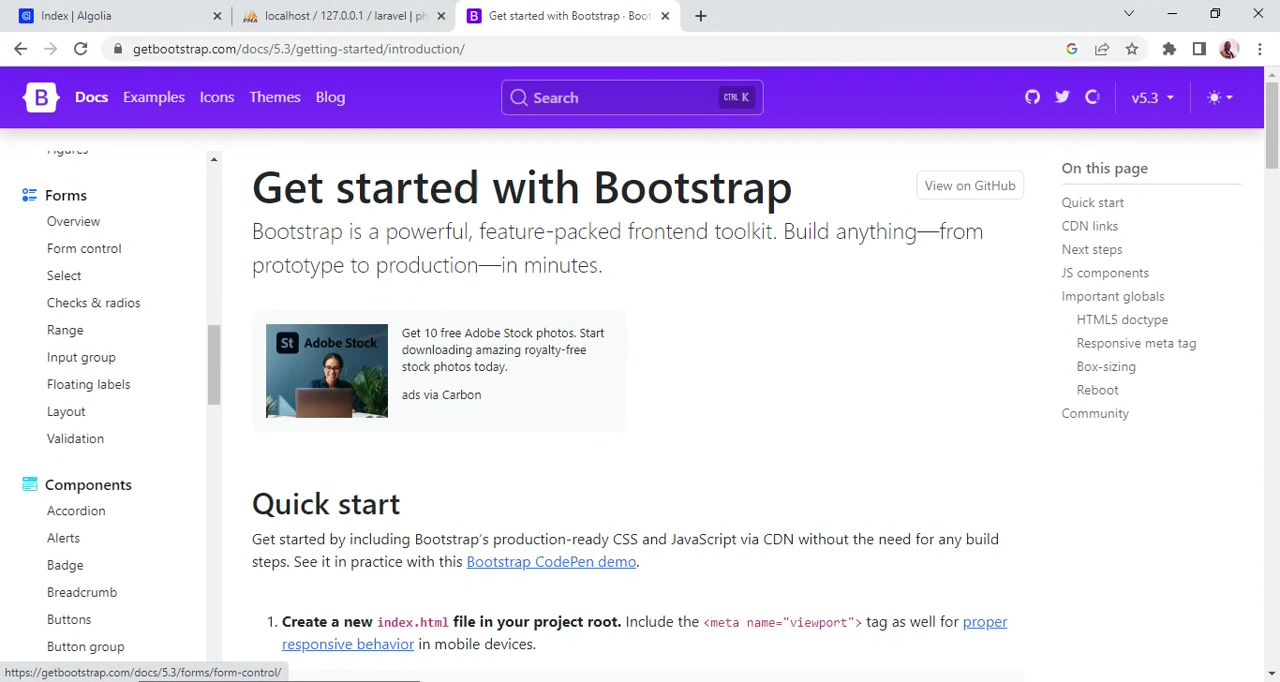 Index | Algolia
localhost / 127.0.0.1 / laravel | ph
Get started with Bootstrap · Boot
getbootstrap.com/docs/5.3/getting-started/introduction/
B
Docs
Examples
Icons
Themes
Blog
Search
CTRL K
v5.3
Figures
Forms
Overview
Form control
Select
Checks & radios
Range
Input group
Floating labels
Layout
Validation
Components
Accordion
Alerts
Badge
Breadcrumb
Buttons
Button group
https://getbootstrap.com/docs/5.3/forms/form-control/
Get started with Bootstrap
View on GitHub
Bootstrap is a powerful, feature-packed frontend toolkit. Build anything—from
prototype to production—in minutes.
St Adobe Stock
Get 10 free Adobe Stock photos. Start
downloading amazing royalty-free
stock photos today.
ads via Carbon
Quick start
Get started by including Bootstrap's production-ready CSS and JavaScript via CDN without the need for any build
steps. See it in practice with this Bootstrap CodePen demo.
1. Create a new index.html file in your project root. Include the <meta name="viewport"> tag as well for proper
responsive behavior in mobile devices.
On this page
Quick start
CDN links
Next steps
JS components
Important globals
HTML5 doctype
Responsive meta tag
Box-sizing
Reboot
Community